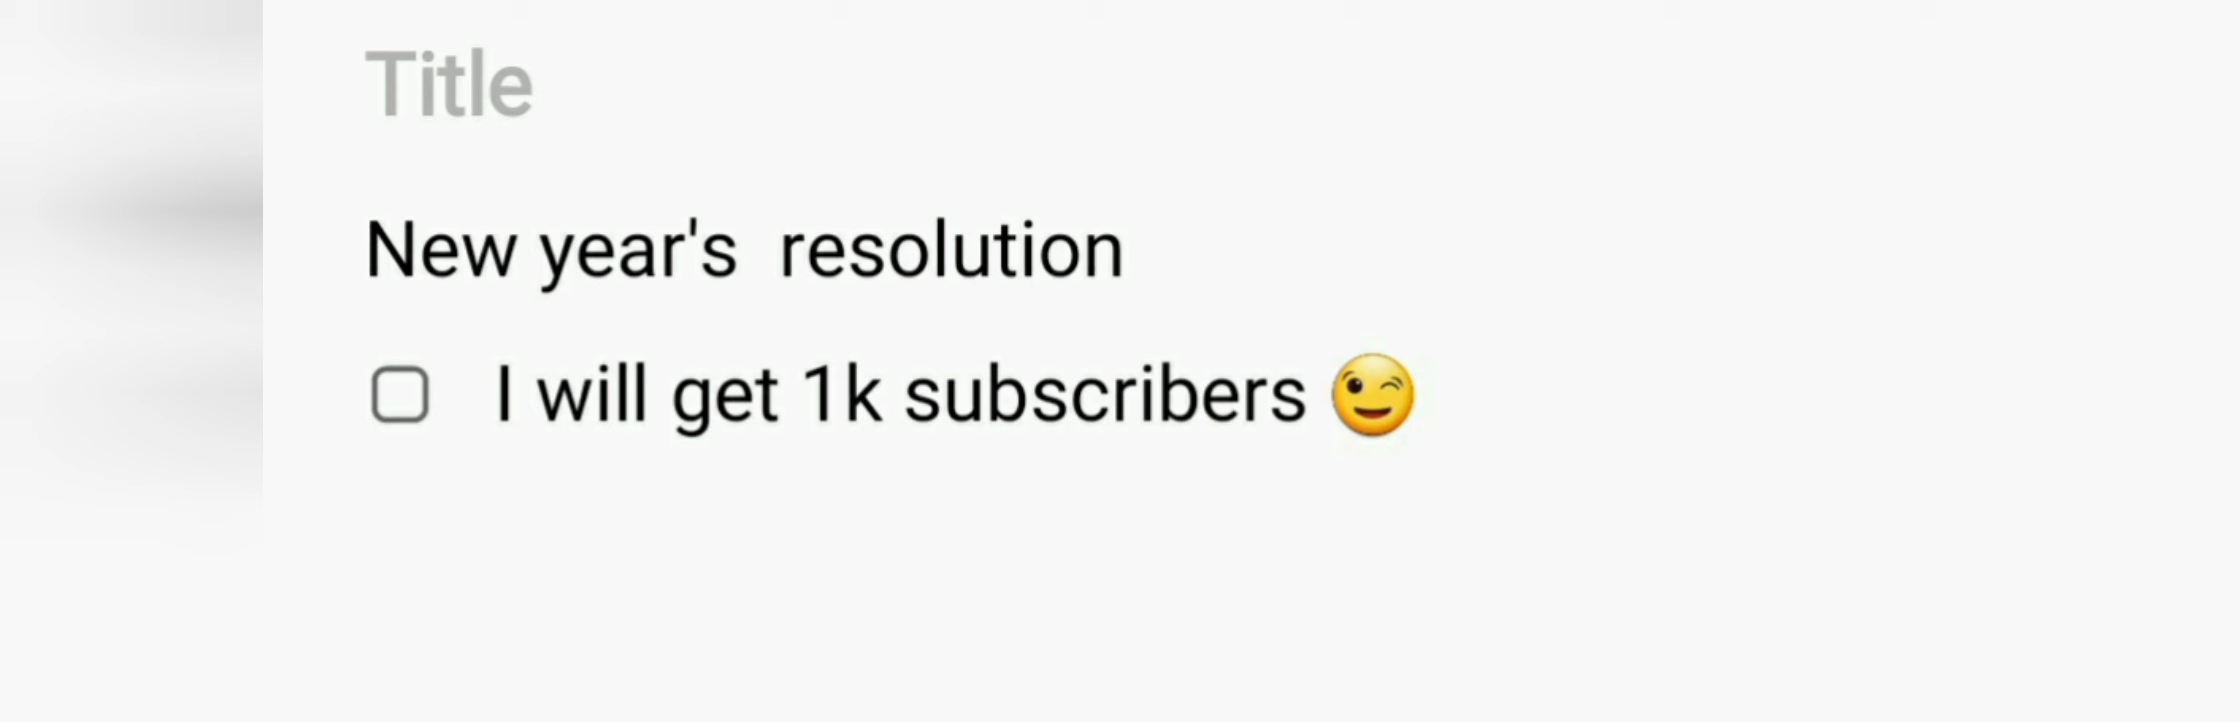 Title
New year's  resolution
I will get 1k subscribers 😉